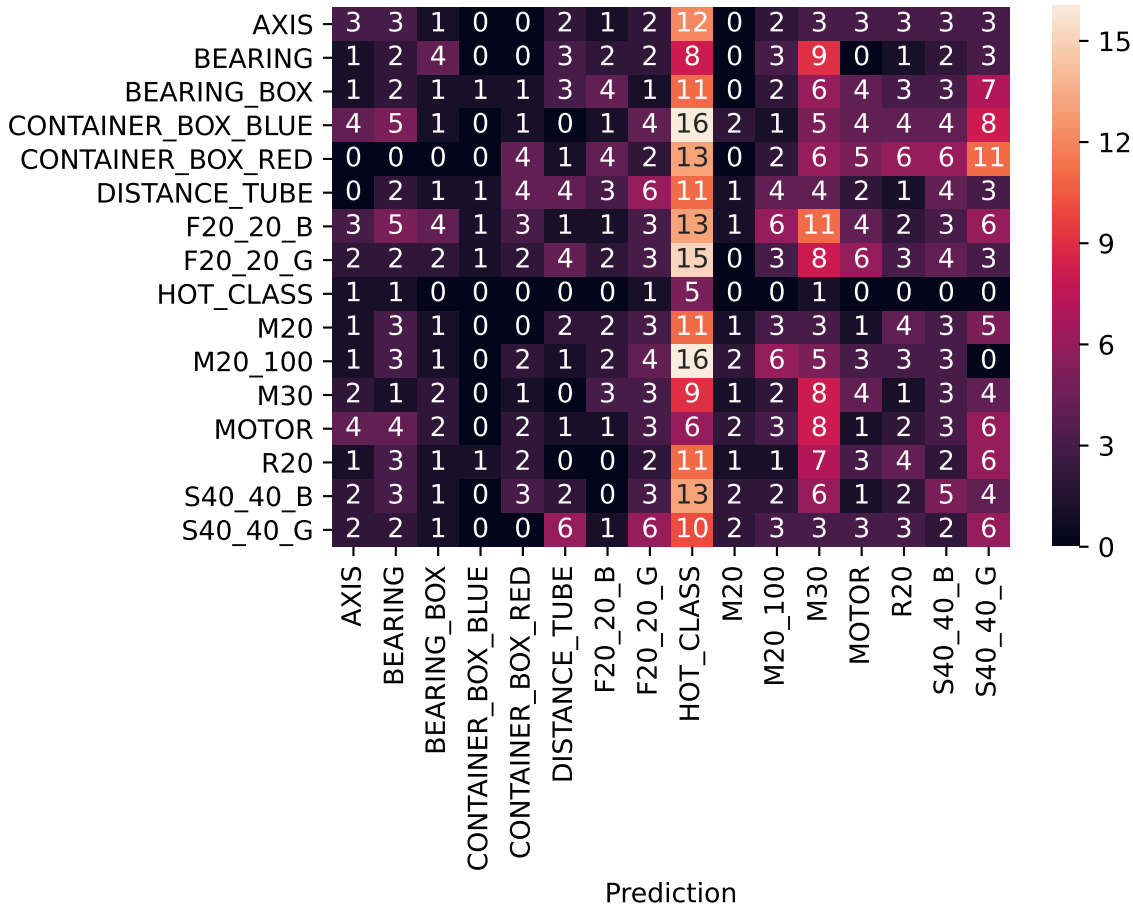 AXIS 3 3 1 0 0 2 1 2 12 0 2 3 3 3 3 3
BEARING 1 2 4 0 0 3 2 2 8 0 3 9 0 1 2 3
BEARING_BOX 1 2 1 1 1 3 4 1 11 0 2 6 4 3 3 7
CONTAINER_BOX_BLUE 4 5 1 0 1 0 1 4 16 2 1 5 4 4 4 8
CONTAINER_BOX_RED 0 0 0 0 4 1 4 2 13 0 2 6 5 6 6 11
DISTANCE_TUBE 0 2 1 1 4 4 3 6 11 1 4 4 2 1 4 3
F20_20_B 3 5 4 1 3 1 1 3 13 1 6 11 4 2 3 6
F20_20_G 2 2 2 1 2 4 2 3 15 0 3 8 6 3 4 3
HOT_CLASS 1 1 0 0 0 0 0 1 5 0 0 1 0 0 0 0
M20 1 3 1 0 0 2 2 3 11 1 3 3 1 4 3 5
M20_100 1 3 1 0 2 1 2 4 16 2 6 5 3 3 3 0
M30 2 1 2 0 1 0 3 3 9 1 2 8 4 1 3 4
MOTOR 4 4 2 0 2 1 1 3 6 2 3 8 1 2 3 6
R20 1 3 1 1 2 0 0 2 11 1 1 7 3 4 2 6
S40_40_B 2 3 1 0 3 2 0 3 13 2 2 6 1 2 5 4
S40_40_G 2 2 1 0 0 6 1 6 10 2 3 3 3 3 2 6
AXIS
BEARING
BEARING_BOX
CONTAINER_BOX_BLUE
CONTAINER_BOX_RED
DISTANCE_TUBE
F20_20_B
F20_20_G
HOT_CLASS
M20
M20_100
M30
MOTOR
R20
S40_40_B
S40_40_G
Prediction
15
12
9
6
3
0